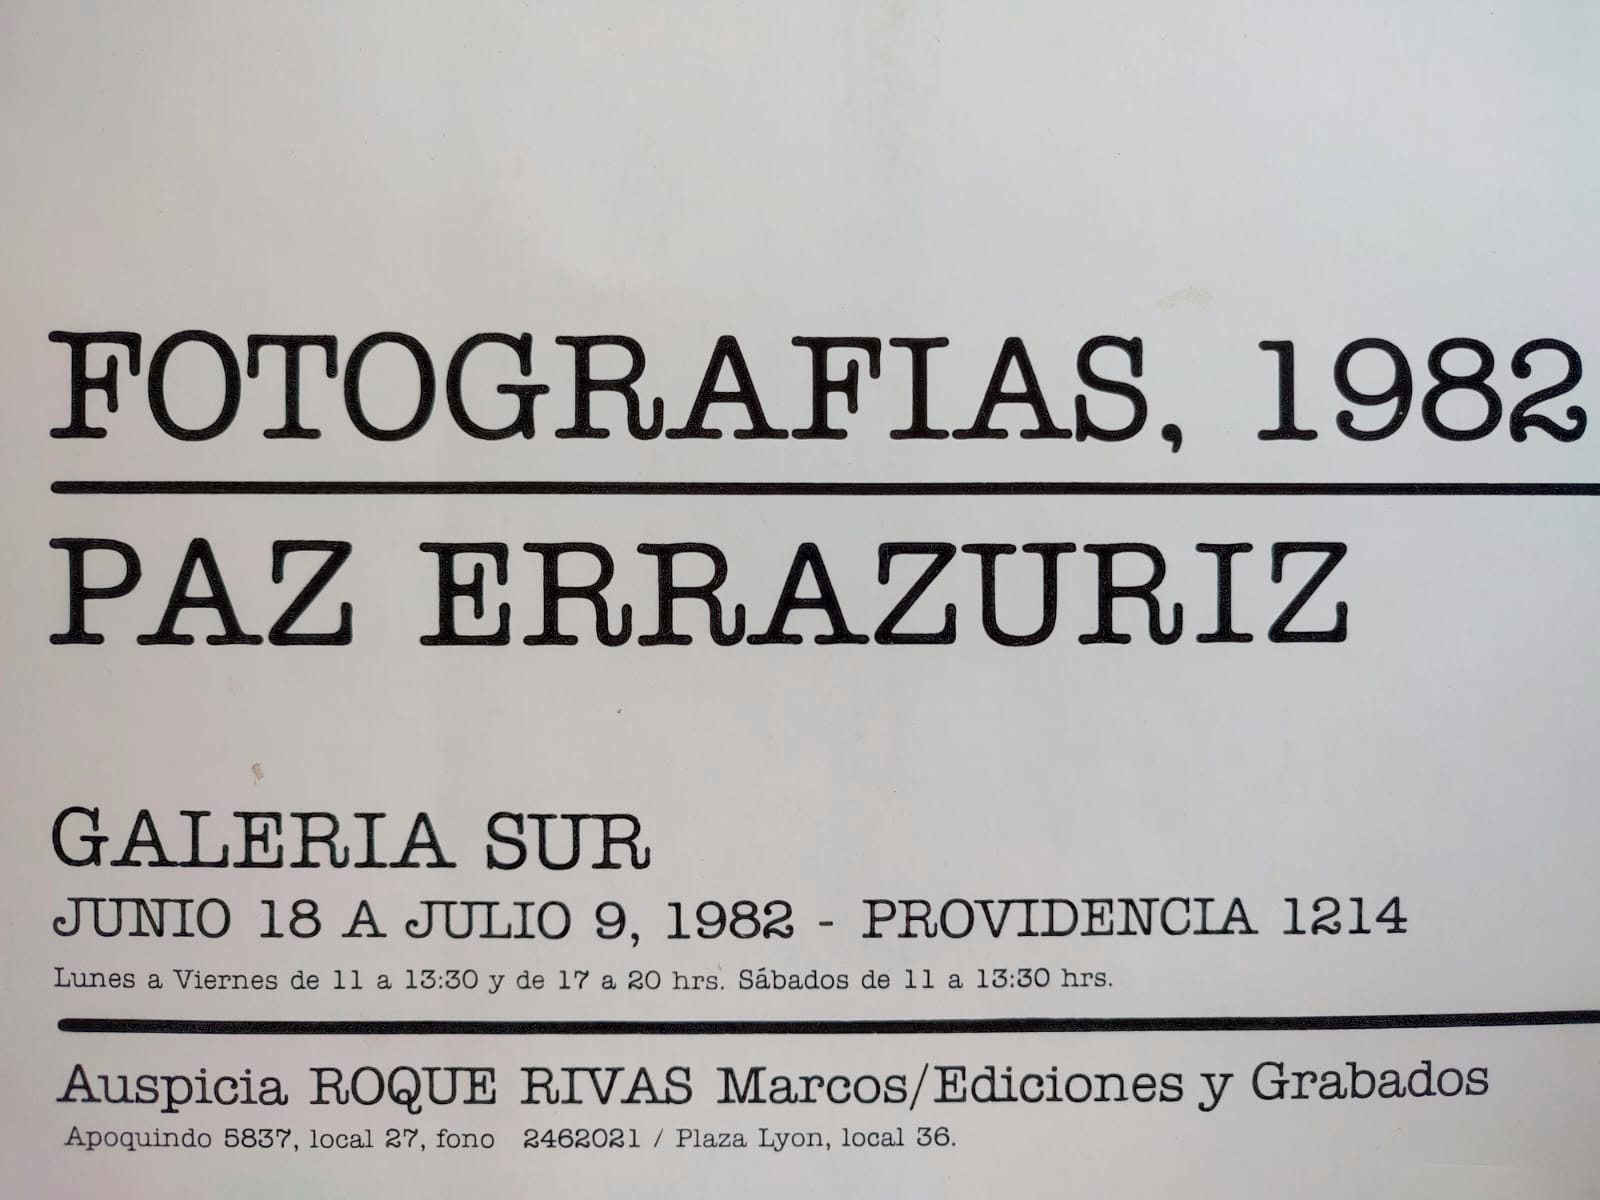 FOTOGRAFIAS, 1982
PAZ ERRAZURIZ
GALERIA SUR
JUNIO 18 A JULIO 9, 1982 - PROVIDENCIA 1214
Lunes a Viernes de 11 a 13:30 y de 17 a 20 hrs. Sábados de 11 a 13:30 hrs.
Auspicia ROQUE RIVAS Marcos/Ediciones y Grabados
Apoquindo 5837, local 27, fono 2462021 / Plaza Lyon, local 36.